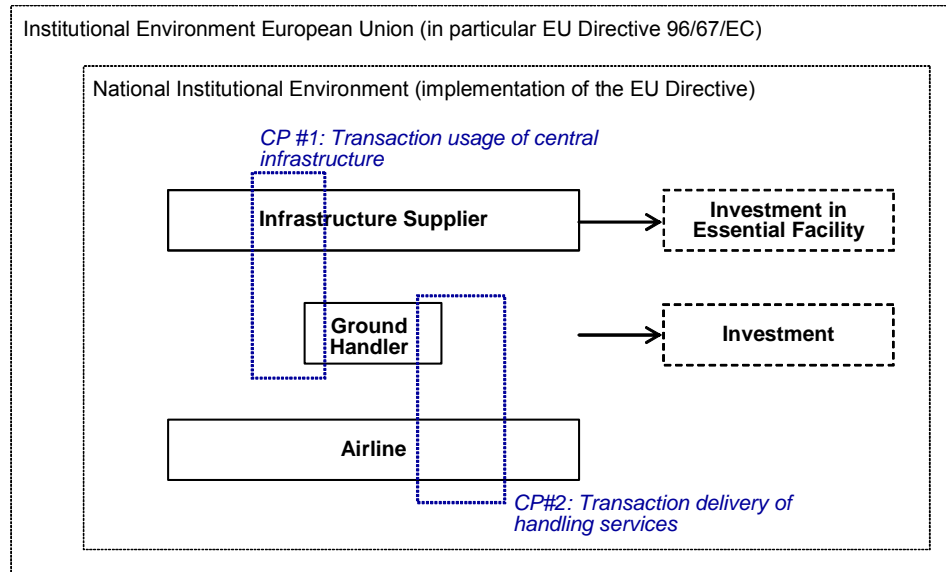 Institutional Environment European Union (in particular EU Directive 96/67/EC)
National Institutional Environment (implementation of the EU Directive)
CP #1: Transaction usage of central
infrastructure
Infrastructure Supplier
Investment in
Essential Facility
Ground
Handler
Investment
Airline
CP#2: Transaction delivery of
handling services